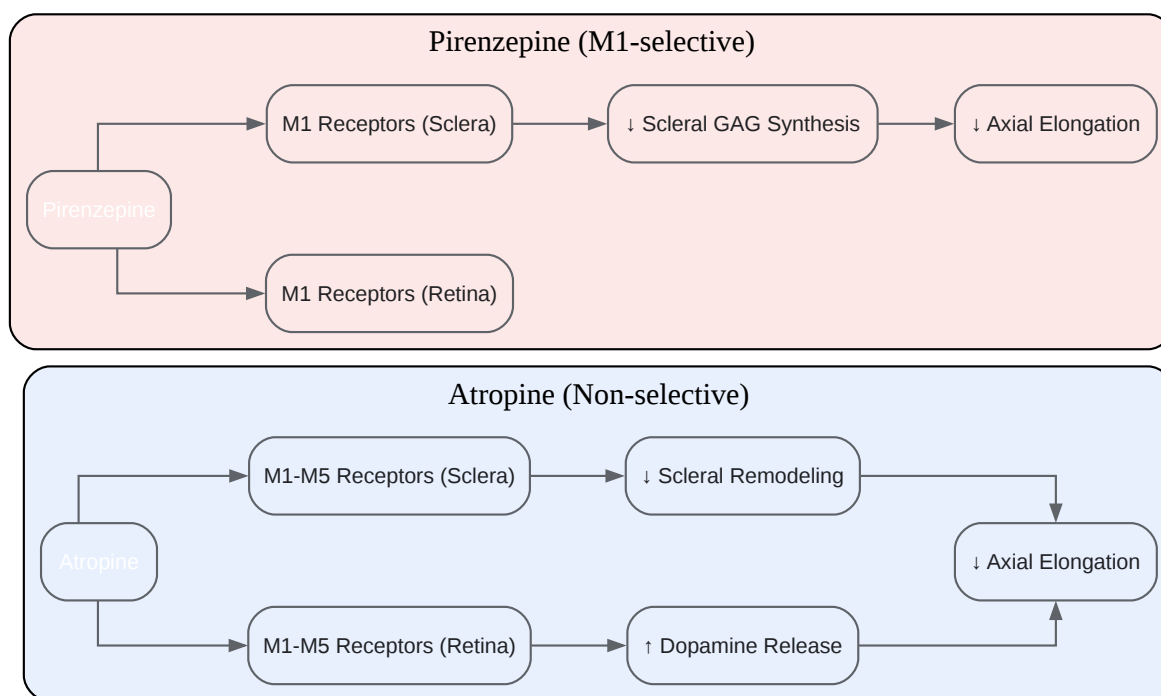 Pirenzepine (M1-selective)
M1 Receptors (Sclera)
↓ Scleral GAG Synthesis
↓ Axial Elongation
Pirenzepine
M1 Receptors (Retina)
Atropine (Non-selective)
M1-M5 Receptors (Sclera)
↓ Scleral Remodeling
Atropine
↓ Axial Elongation
M1-M5 Receptors (Retina)
↑ Dopamine Release